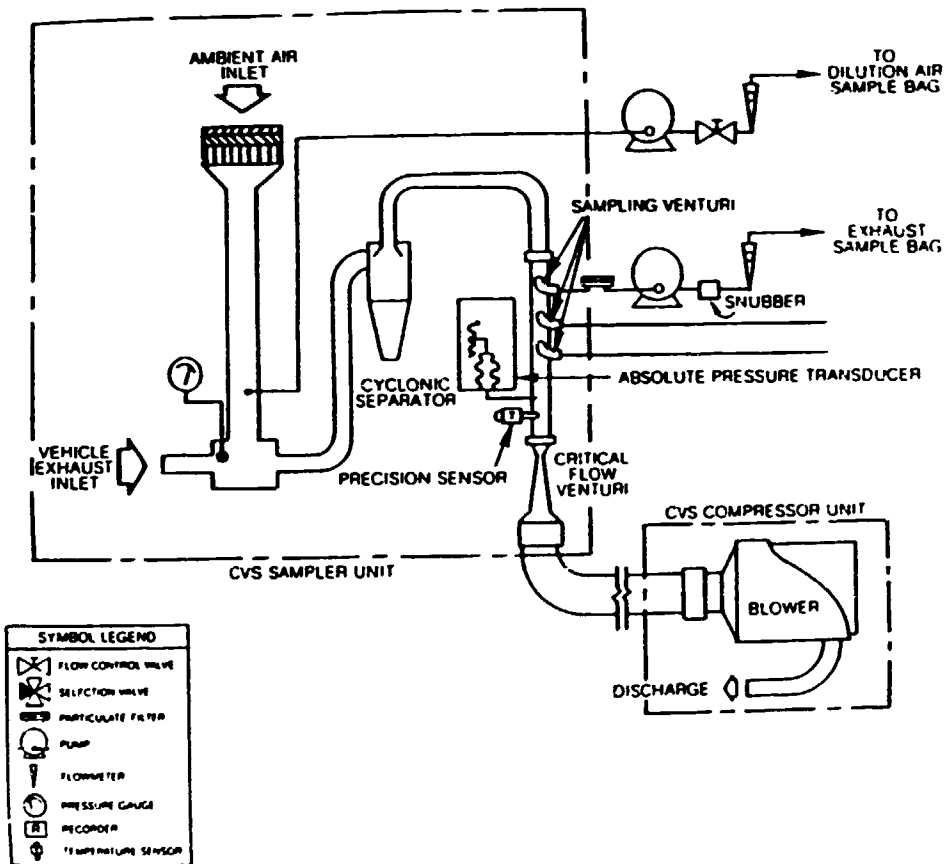 AMBIENT AIR
INLET
TO
DILUTION AIR
SAMPLE BAG
SAMPLING VENTURI
TO
EXHAUST
SAMPLE BAG
SNUBBER
CYCLONIC
SEPARATOR
ABSOLUTE PRESSURE TRANSDUCER
VEHICLE
EXHAUST
INLET
PRECISION SENSOR
T
CRITICAL
FLOW
VENTURI
CVS SAMPLER UNIT
CVS COMPRESSOR UNIT
BLOWER
DISCHARGE
SYMBOL LEGEND
FLOW CONTROL VALVE
SELECTION VALVE
PARTICULATE FILTER
PUMP
FLOWMETER
PRESSURE GAUGE
R RECORDER
TEMPERATURE SENSOR